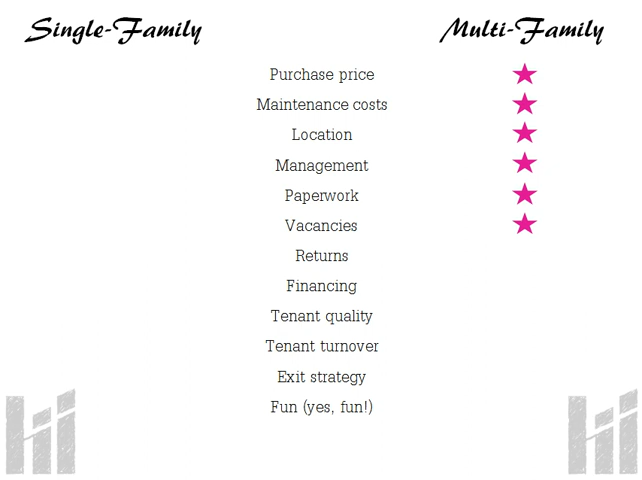 Single-Family
Multi-Family
Purchase price
Maintenance costs
Location
Management
Paperwork
Vacancies
Returns
Financing
Tenant quality
Tenant turnover
Exit strategy
Fun (yes, fun!)